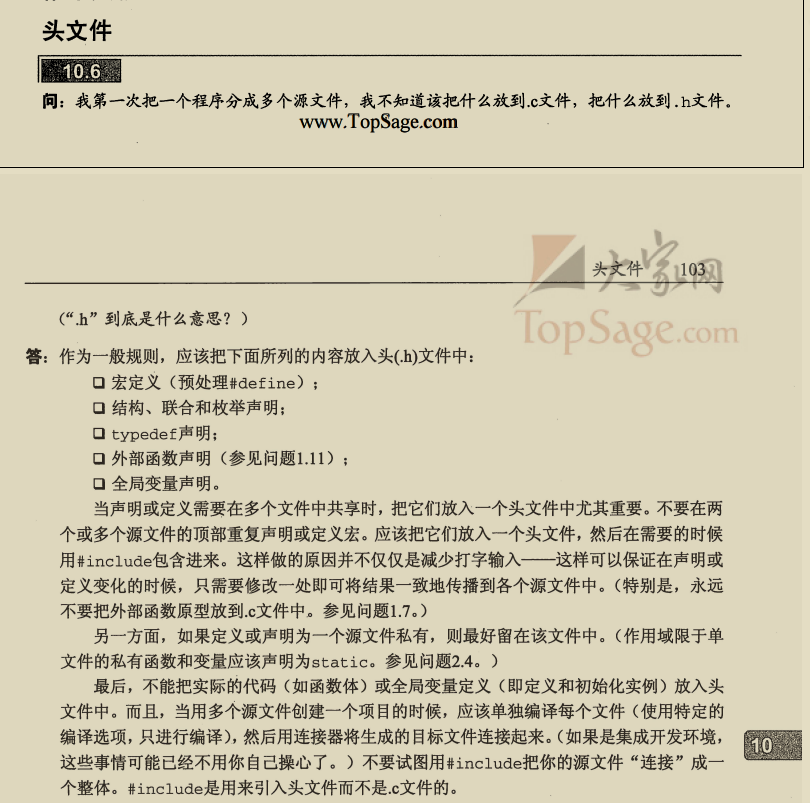 头文件
10.6
问：我第一次把一个程序分成多个源文件，我不知道该把什么放到.c文件，把什么放到.h文件。
www.TopSage.com
大家网
头文件 103
TopSage.com
（“.h”到底是什么意思？）
答：作为一般规则，应该把下面所列的内容放入头(.h)文件中：
❑ 宏定义（预处理#define）；
❑ 结构、联合和枚举声明；
❑ typedef声明；
❑ 外部函数声明（参见问题1.11）；
❑ 全局变量声明。
当声明或定义需要在多个文件中共享时，把它们放入一个头文件中尤其重要。不要在两
个或多个源文件的顶部重复声明或定义宏。应该把它们放入一个头文件，然后在需要的时候
用#include包含进来。这样做的原因并不仅仅是减少打字输入——这样可以保证在声明或
定义变化的时候，只需要修改一处即可将结果一致地传播到各个源文件中。（特别是，永远
不要把外部函数原型放到.c文件中。参见问题1.7。）
另一方面，如果定义或声明为一个源文件私有，则最好留在该文件中。（作用域限于单
文件的私有函数和变量应该声明为static。参见问题2.4。）
最后，不能把实际的代码（如函数体）或全局变量定义（即定义和初始化实例）放入头
文件中。而且，当用多个源文件创建一个项目的时候，应该单独编译每个文件（使用特定的
编译选项，只进行编译），然后用连接器将生成的目标文件连接起来。（如果是集成开发环境，
这些事情可能已经不用你自己操心了。）不要试图用#include把你的源文件“连接”成一
个整体。#include是用来引入头文件而不是.c文件的。
10